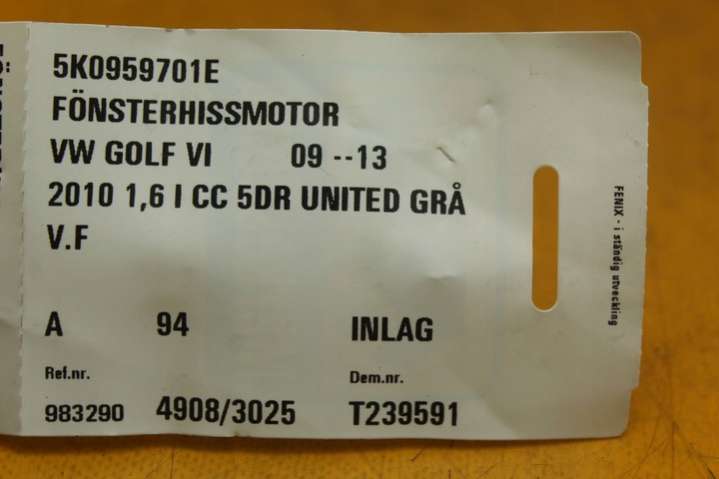 5K0959701E
FÖNSTERHISSMOTOR
VW GOLF VI 09 --13
2010 1,6 I CC 5DR UNITED GRÅ
V.F
A 94 INLAG
Ref.nr. Dem.nr.
983290 4908/3025 T239591
FENIX - i ständig utveckling